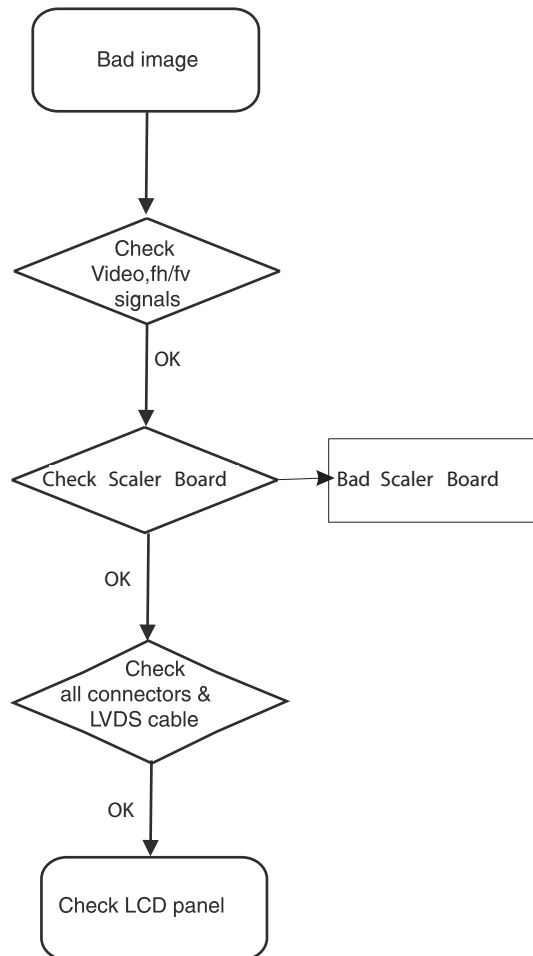 Bad image
Check
Video,fh/fv
signals
OK
Check Scaler Board
Bad Scaler Board
OK
Check
all connectors &
LVDS cable
OK
Check LCD panel